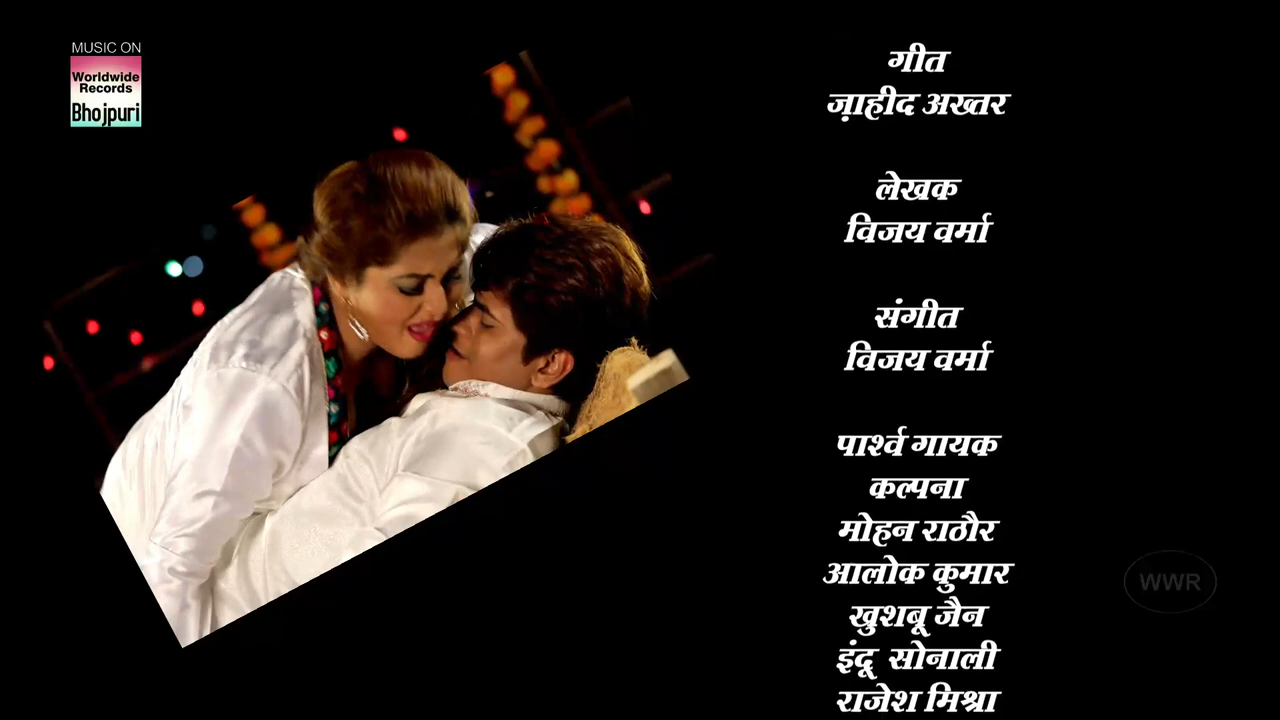 MUSIC ON
Worldwide
Records
Bhojpuri
गीत
ज़ाहीद अख्तर
लेखक
विजय वर्मा
संगीत
विजय वर्मा
पार्श्व गायक
कल्पना
मोहन राठौर
आलोक कुमार
खुशबू जैन
इंदू सोनाली
राजेश मिश्रा
WWR